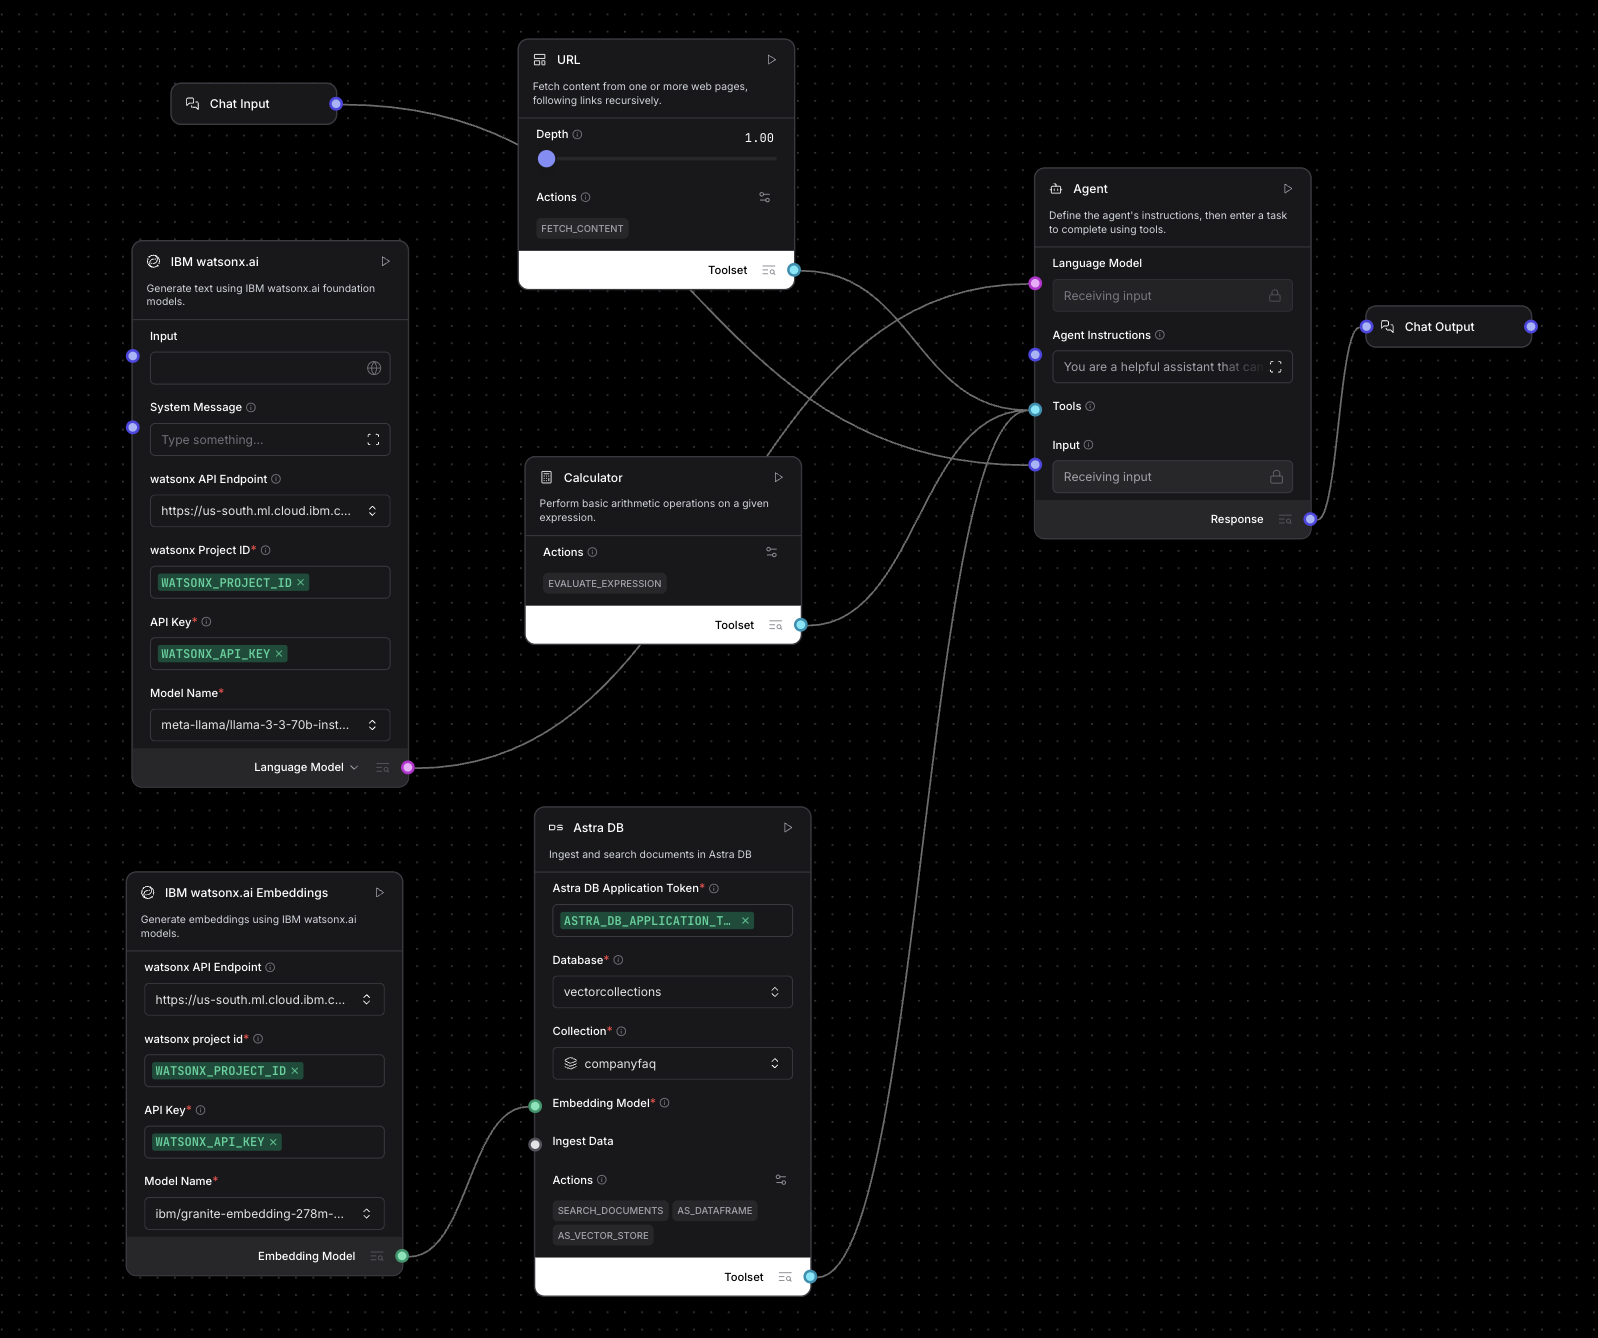 Chat Input
URL
Fetch content from one or more web pages,
following links recursively.
Depth
1.00
Actions
FETCH_CONTENT
Toolset
IBM watsonx.ai
Generate text using IBM watsonx.ai foundation
models.
Input
System Message
Type something...
watsonx API Endpoint
https://us-south.ml.cloud.ibm.c...
watsonx Project ID*
WATSONX_PROJECT_ID ×
API Key*
WATSONX_API_KEY ×
Model Name*
meta-llama/llama-3-3-70b-inst...
Language Model
Calculator
Perform basic arithmetic operations on a given
expression.
Actions
EVALUATE_EXPRESSION
Toolset
Agent
Define the agent's instructions, then enter a task
to complete using tools.
Language Model
Receiving input
Agent Instructions
You are a helpful assistant that can
Tools
Input
Receiving input
Response
Chat Output
IBM watsonx.ai Embeddings
Generate embeddings using IBM watsonx.ai
models.
watsonx API Endpoint
https://us-south.ml.cloud.ibm.c...
watsonx project id*
WATSONX_PROJECT_ID ×
API Key*
WATSONX_API_KEY ×
Model Name*
ibm/granite-embedding-278m-...
Embedding Model
DS Astra DB
Ingest and search documents in Astra DB
Astra DB Application Token*
ASTRA_DB_APPLICATION_T… ×
Database*
vectorcollections
Collection*
companyfaq
Embedding Model*
Ingest Data
Actions
SEARCH_DOCUMENTS AS_DATAFRAME
AS_VECTOR_STORE
Toolset